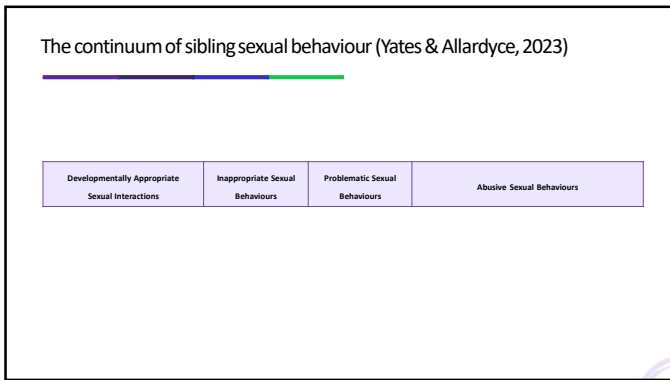 The continuum of sibling sexual behaviour (Yates & Allardyce, 2023)
Developmentally Appropriate
Sexual Interactions
Inappropriate Sexual
Behaviours
Problematic Sexual
Behaviours
Abusive Sexual Behaviours